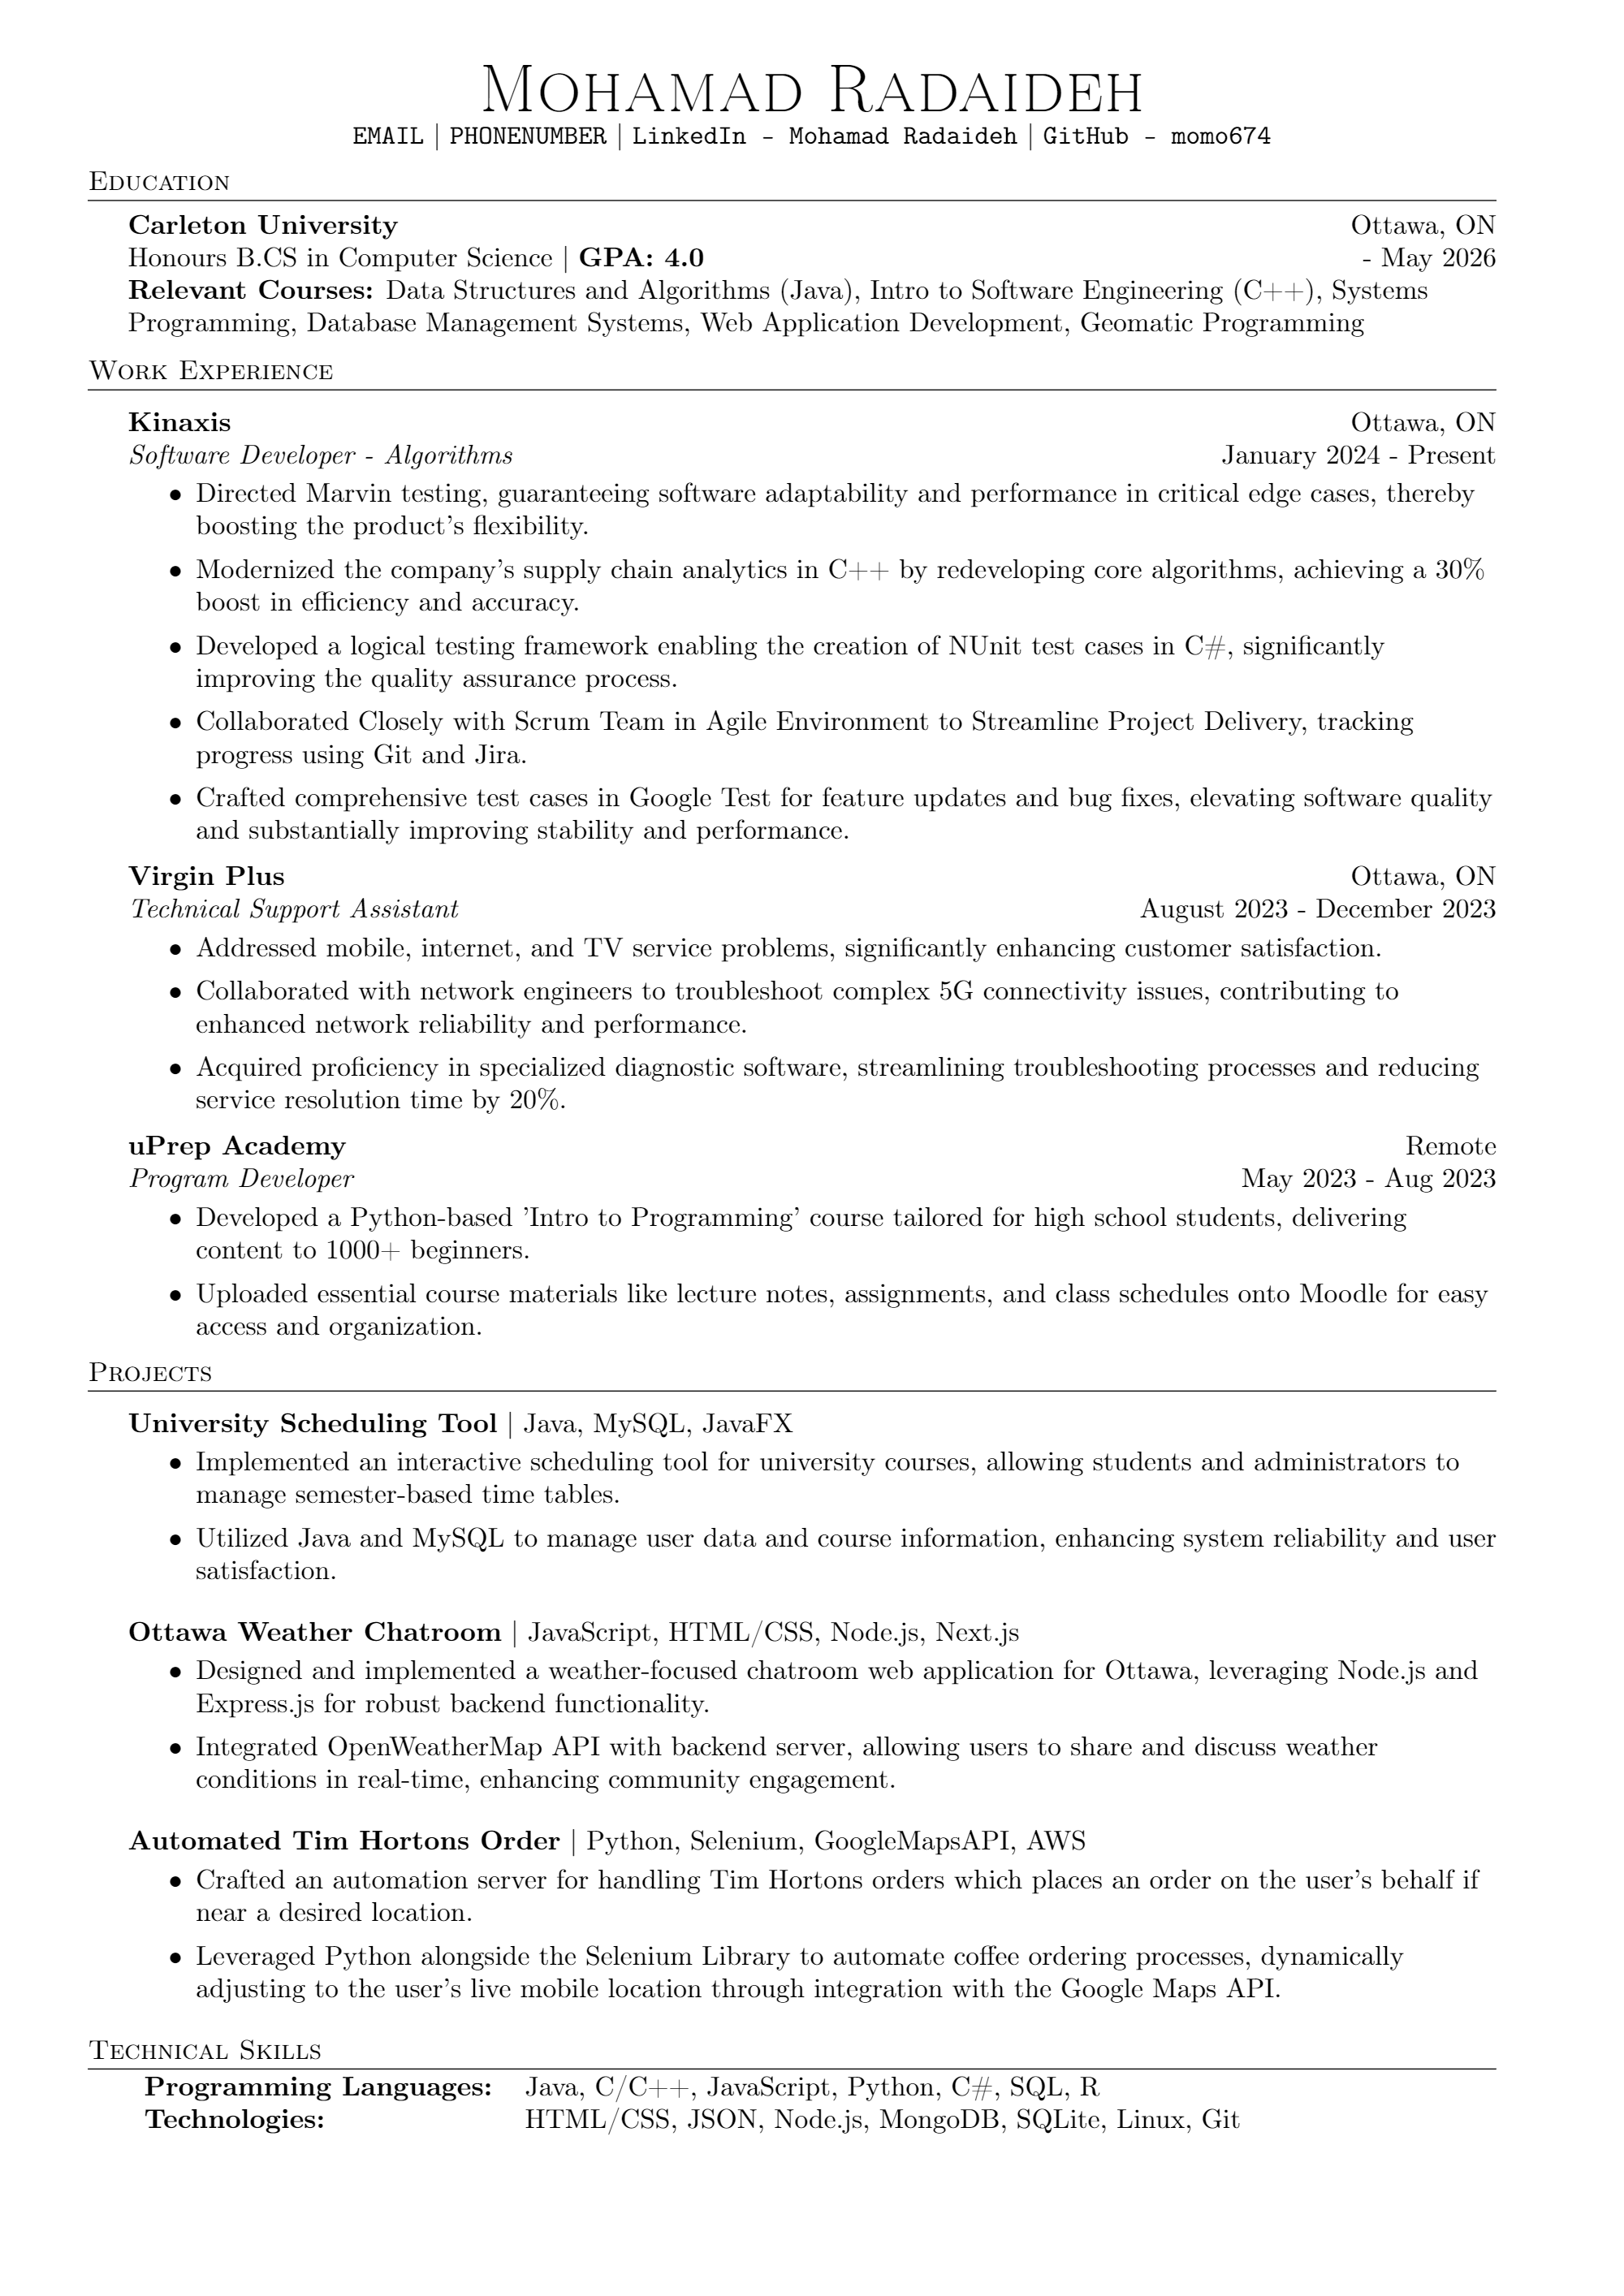 Mohamad Radaideh
EMAIL | PHONENUMBER | LinkedIn - Mohamad Radaideh | GitHub - momo674
Education
Carleton University Ottawa, ON
Honours B.CS in Computer Science | GPA: 4.0 - May 2026
Relevant Courses: Data Structures and Algorithms (Java), Intro to Software Engineering (C++), Systems
Programming, Database Management Systems, Web Application Development, Geomatic Programming
Work Experience
Kinaxis Ottawa, ON
Software Developer - Algorithms January 2024 - Present
• Directed Marvin testing, guaranteeing software adaptability and performance in critical edge cases, thereby
boosting the product's flexibility.
• Modernized the company's supply chain analytics in C++ by redeveloping core algorithms, achieving a 30%
boost in efficiency and accuracy.
• Developed a logical testing framework enabling the creation of NUnit test cases in C#, significantly
improving the quality assurance process.
• Collaborated Closely with Scrum Team in Agile Environment to Streamline Project Delivery, tracking
progress using Git and Jira.
• Crafted comprehensive test cases in Google Test for feature updates and bug fixes, elevating software quality
and substantially improving stability and performance.
Virgin Plus Ottawa, ON
Technical Support Assistant August 2023 - December 2023
• Addressed mobile, internet, and TV service problems, significantly enhancing customer satisfaction.
• Collaborated with network engineers to troubleshoot complex 5G connectivity issues, contributing to
enhanced network reliability and performance.
• Acquired proficiency in specialized diagnostic software, streamlining troubleshooting processes and reducing
service resolution time by 20%.
uPrep Academy Remote
Program Developer May 2023 - Aug 2023
• Developed a Python-based 'Intro to Programming' course tailored for high school students, delivering
content to 1000+ beginners.
• Uploaded essential course materials like lecture notes, assignments, and class schedules onto Moodle for easy
access and organization.
Projects
University Scheduling Tool | Java, MySQL, JavaFX
• Implemented an interactive scheduling tool for university courses, allowing students and administrators to
manage semester-based time tables.
• Utilized Java and MySQL to manage user data and course information, enhancing system reliability and user
satisfaction.
Ottawa Weather Chatroom | JavaScript, HTML/CSS, Node.js, Next.js
• Designed and implemented a weather-focused chatroom web application for Ottawa, leveraging Node.js and
Express.js for robust backend functionality.
• Integrated OpenWeatherMap API with backend server, allowing users to share and discuss weather
conditions in real-time, enhancing community engagement.
Automated Tim Hortons Order | Python, Selenium, GoogleMapsAPI, AWS
• Crafted an automation server for handling Tim Hortons orders which places an order on the user's behalf if
near a desired location.
• Leveraged Python alongside the Selenium Library to automate coffee ordering processes, dynamically
adjusting to the user's live mobile location through integration with the Google Maps API.
Technical Skills
Programming Languages: Java, C/C++, JavaScript, Python, C#, SQL, R
Technologies: HTML/CSS, JSON, Node.js, MongoDB, SQLite, Linux, Git